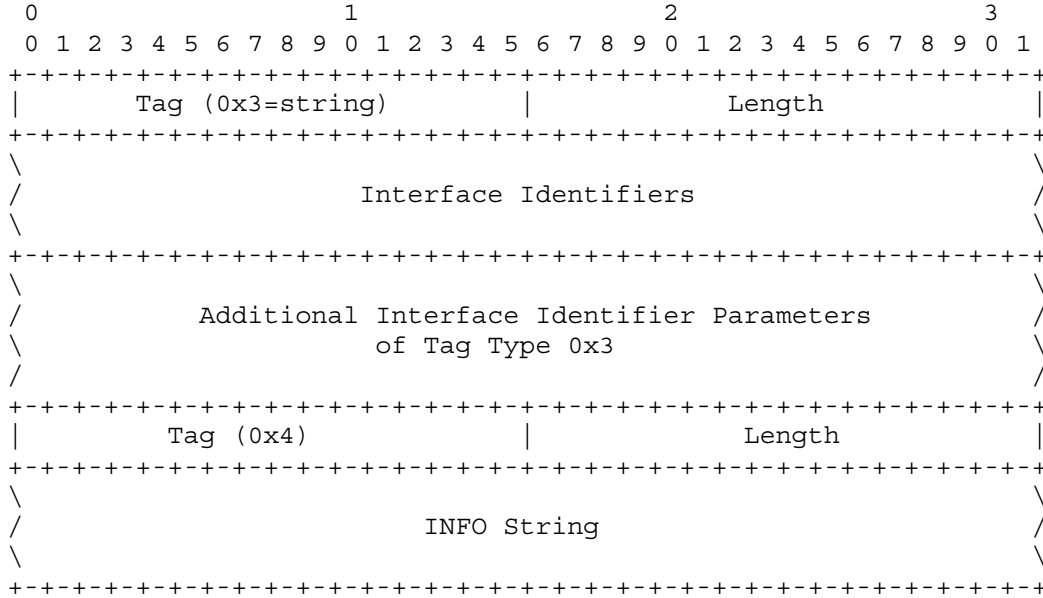 0                   1                   2                   3
 0 1 2 3 4 5 6 7 8 9 0 1 2 3 4 5 6 7 8 9 0 1 2 3 4 5 6 7 8 9 0 1
+-+-+-+-+-+-+-+-+-+-+-+-+-+-+-+-+-+-+-+-+-+-+-+-+-+-+-+-+-+-+-+-+
|       Tag (0x3=string)        |            Length             |
+-+-+-+-+-+-+-+-+-+-+-+-+-+-+-+-+-+-+-+-+-+-+-+-+-+-+-+-+-+-+-+-+
\                                                               \
/                     Interface Identifiers                     /
\                                                               \
+-+-+-+-+-+-+-+-+-+-+-+-+-+-+-+-+-+-+-+-+-+-+-+-+-+-+-+-+-+-+-+-+
\                                                               \
/           Additional Interface Identifier Parameters          /
\                      of Tag Type 0x3                          \
/                                                               /
+-+-+-+-+-+-+-+-+-+-+-+-+-+-+-+-+-+-+-+-+-+-+-+-+-+-+-+-+-+-+-+-+
|         Tag (0x4)             |             Length            |
+-+-+-+-+-+-+-+-+-+-+-+-+-+-+-+-+-+-+-+-+-+-+-+-+-+-+-+-+-+-+-+-+
\                                                               \
/                         INFO String                           /
\                                                               \
+-+-+-+-+-+-+-+-+-+-+-+-+-+-+-+-+-+-+-+-+-+-+-+-+-+-+-+-+-+-+-+-+